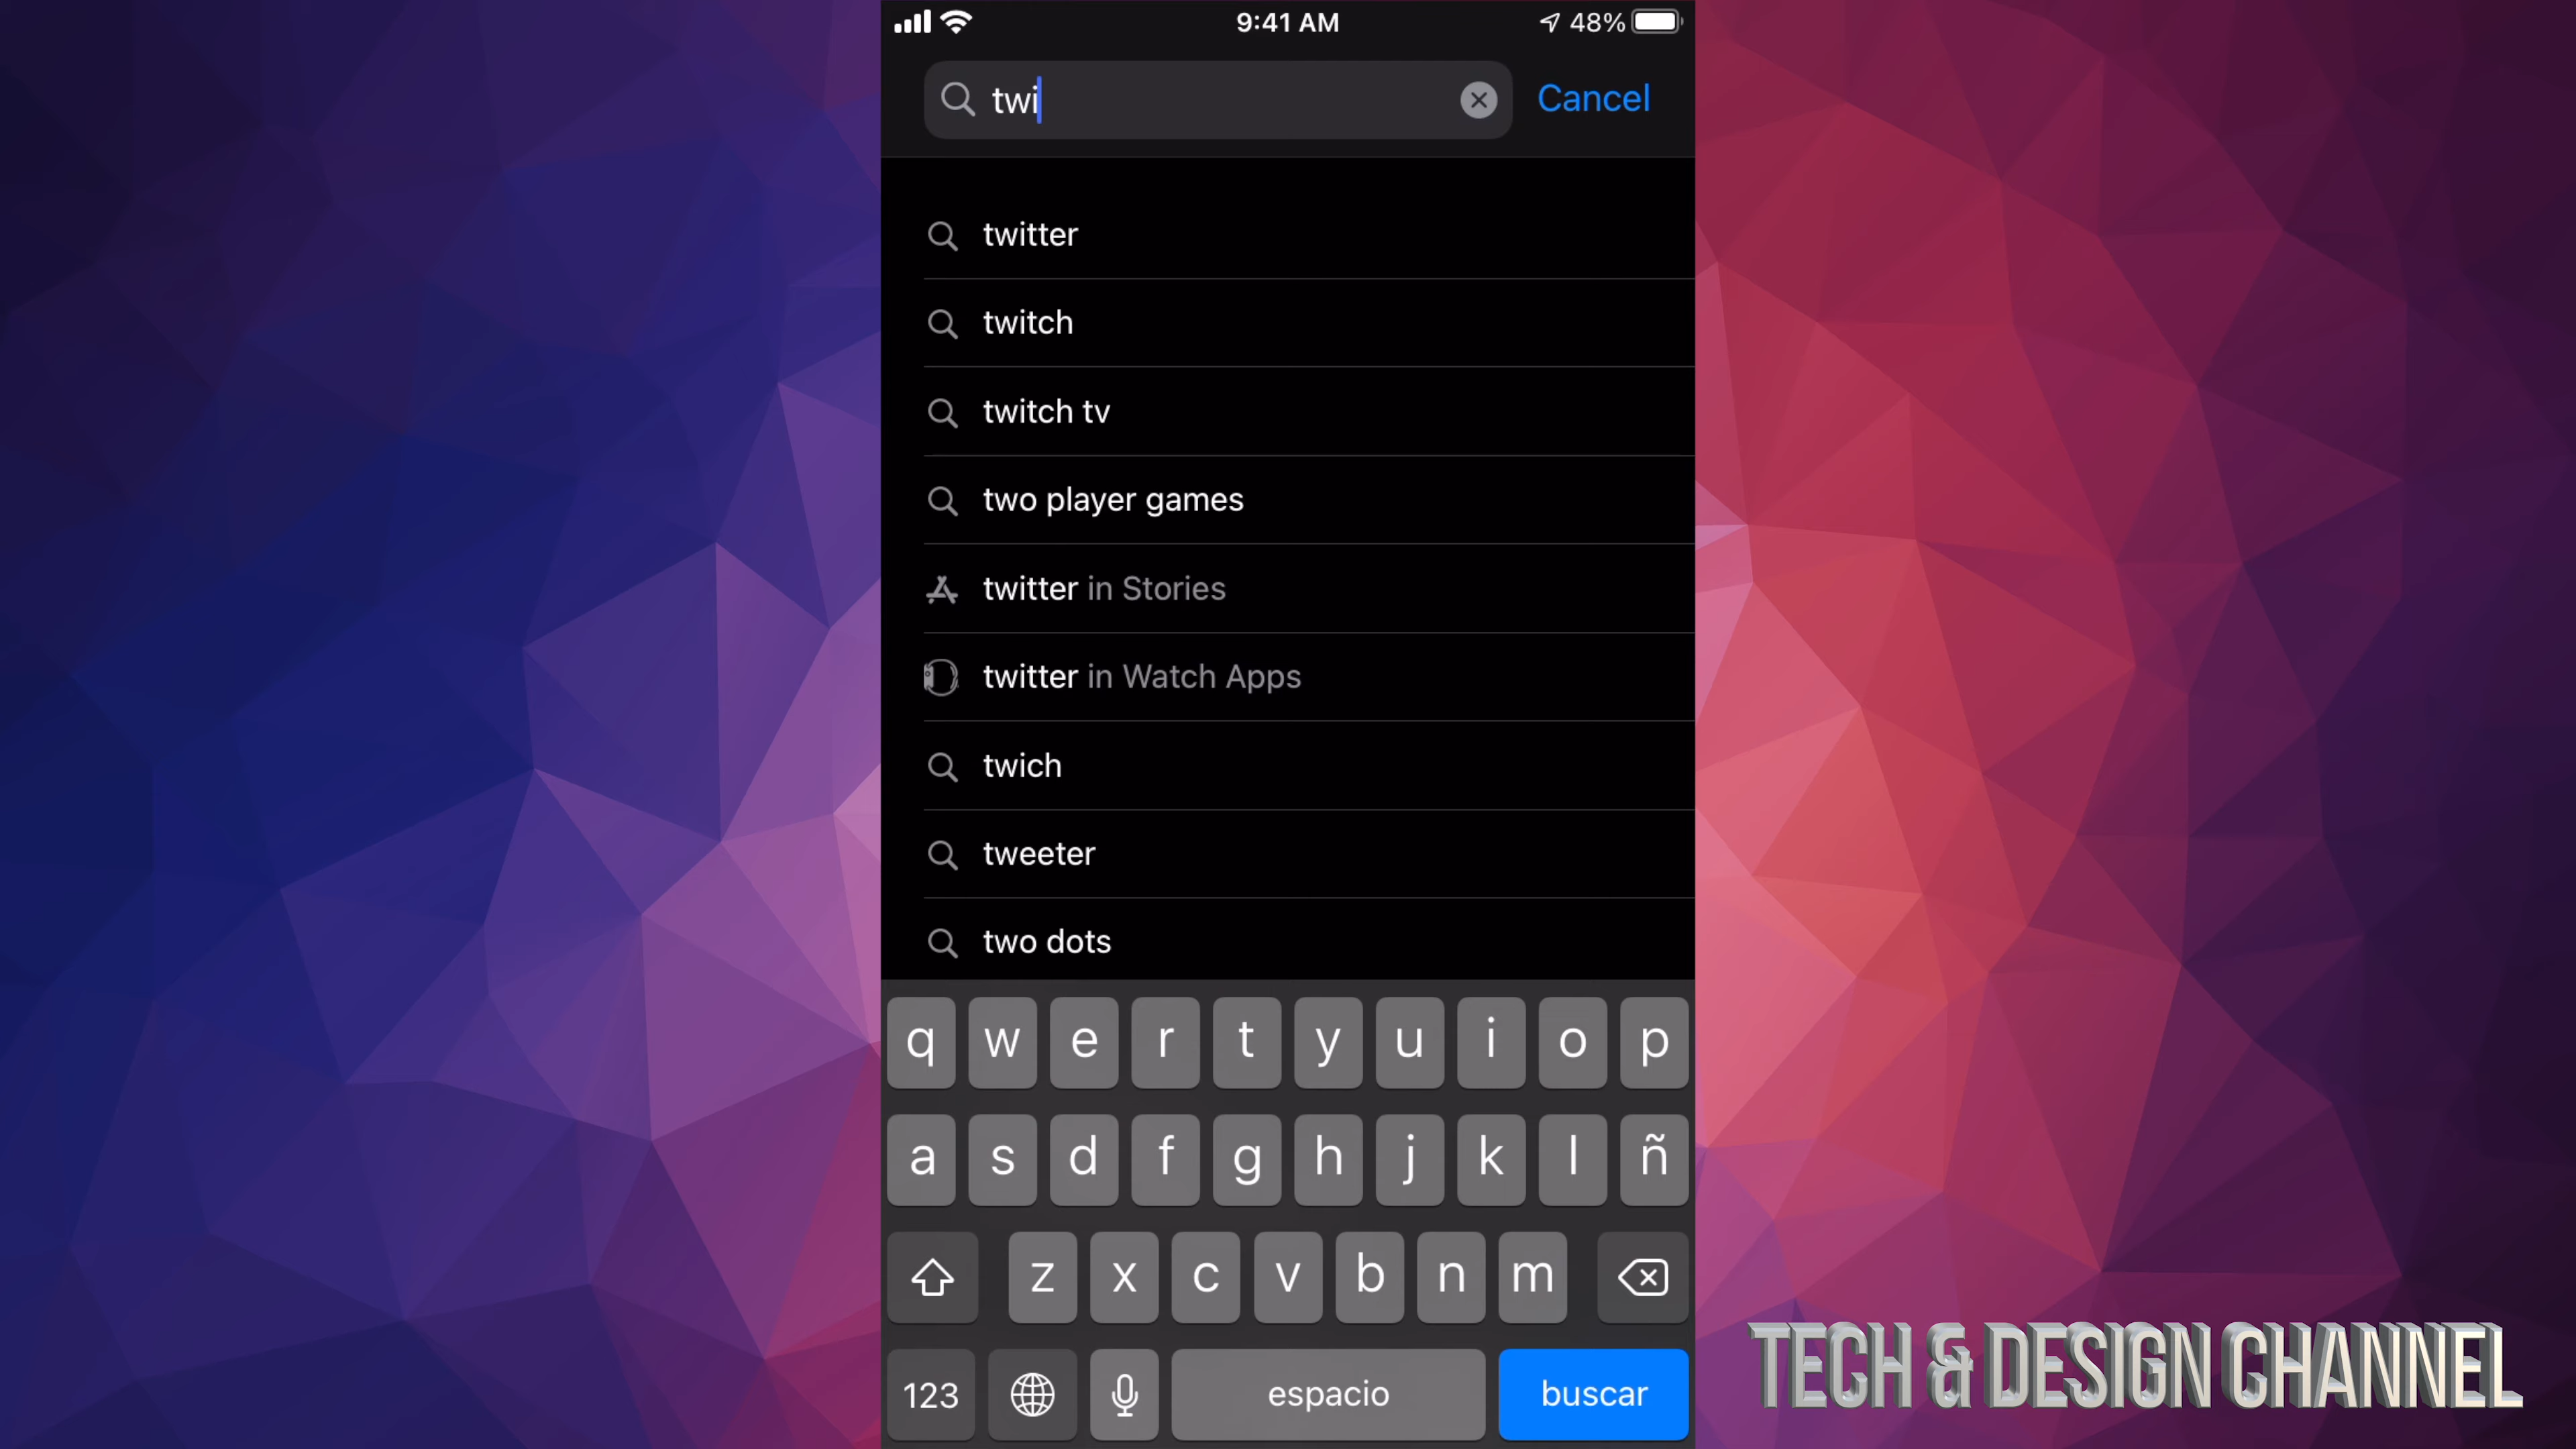 9:41 AM
48%
twi
Cancel
twitter
twitch
twitch tv
two player games
twitter in Stories
twitter in Watch Apps
twich
tweeter
two dots
q w e r t y u i o p
a s d f g h j k l ñ
z x c v b n m
123 espacio buscar
TECH & DESIGN CHANNEL